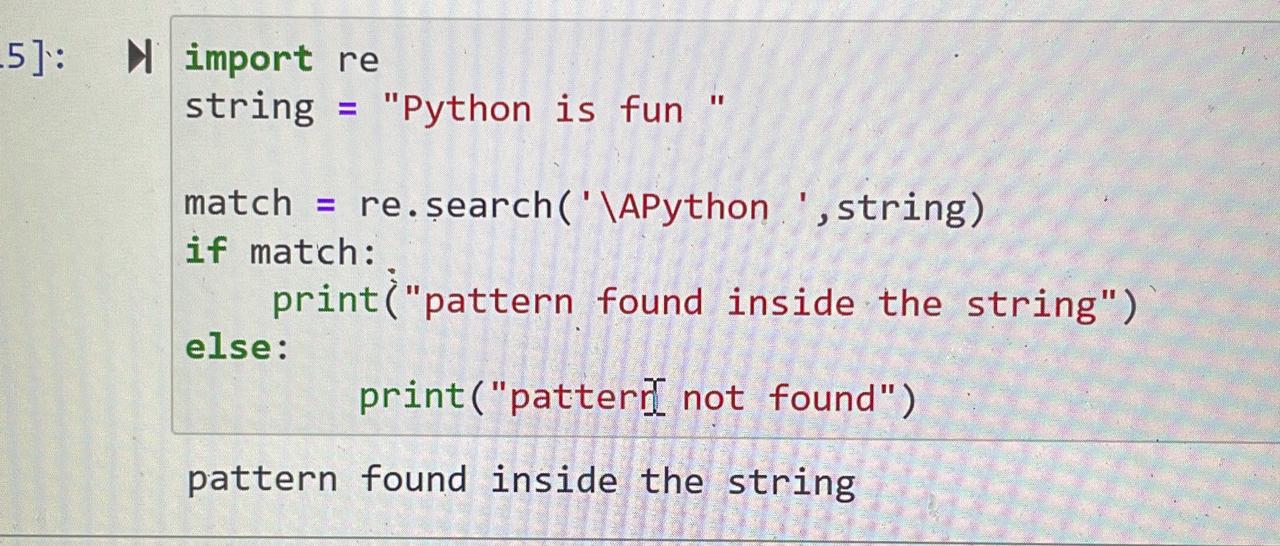 5]:
import re
string = "Python is fun "
match = re.search('\APython ',string)
if match:
    print("pattern found inside the string")
else:
        print("pattern not found")
pattern found inside the string